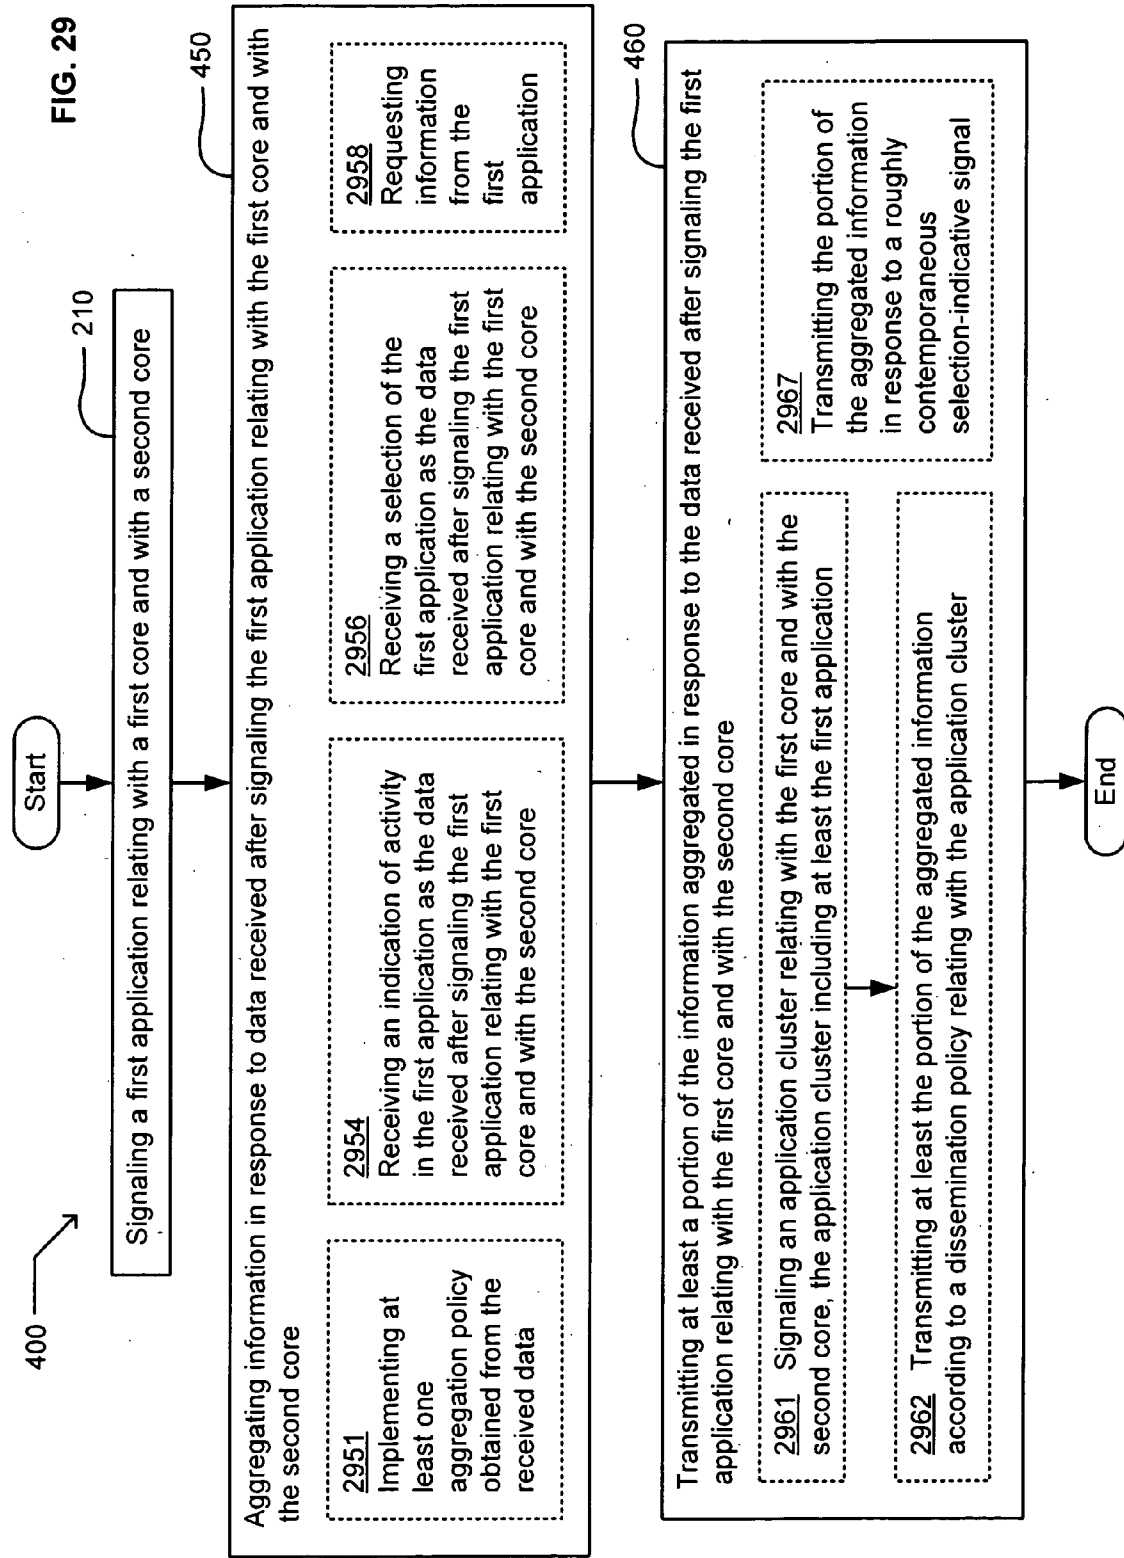 FIG. 29
400
Start
210
Signaling a first application relating with a first core and with a second core
450
Aggregating information in response to data received after signaling the first application relating with the first core and with
the second core
2951
Implementing at
least one
aggregation policy
obtained from the
received data
2954
Receiving an indication of activity
in the first application as the data
received after signaling the first
application relating with the first
core and with the second core
2956
Receiving a selection of the
first application as the data
received after signaling the first
application relating with the first
core and with the second core
2958
Requesting
information
from the
first
application
460
Transmitting at least a portion of the information aggregated in response to the data received after signaling the first
application relating with the first core and with the second core
2961 Signaling an application cluster relating with the first core and with the
second core, the application cluster including at least the first application
2962 Transmitting at least the portion of the aggregated information
according to a dissemination policy relating with the application cluster
2967
Transmitting the portion of
the aggregated information
in response to a roughly
contemporaneous
selection-indicative signal
End